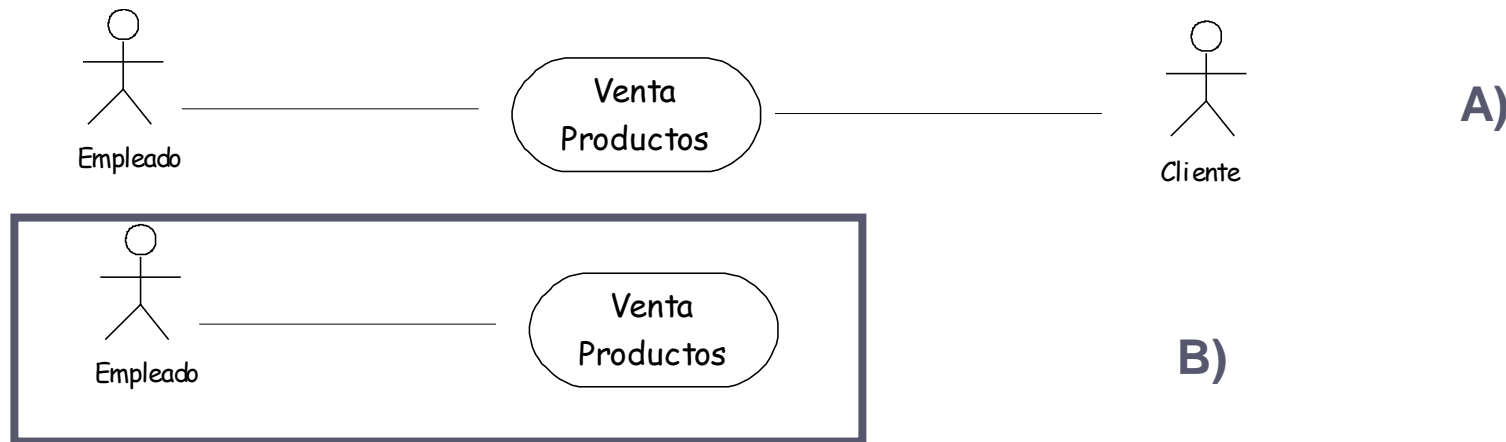 Venta
Productos
Empleado
Cliente
A)
Venta
Productos
Empleado
B)